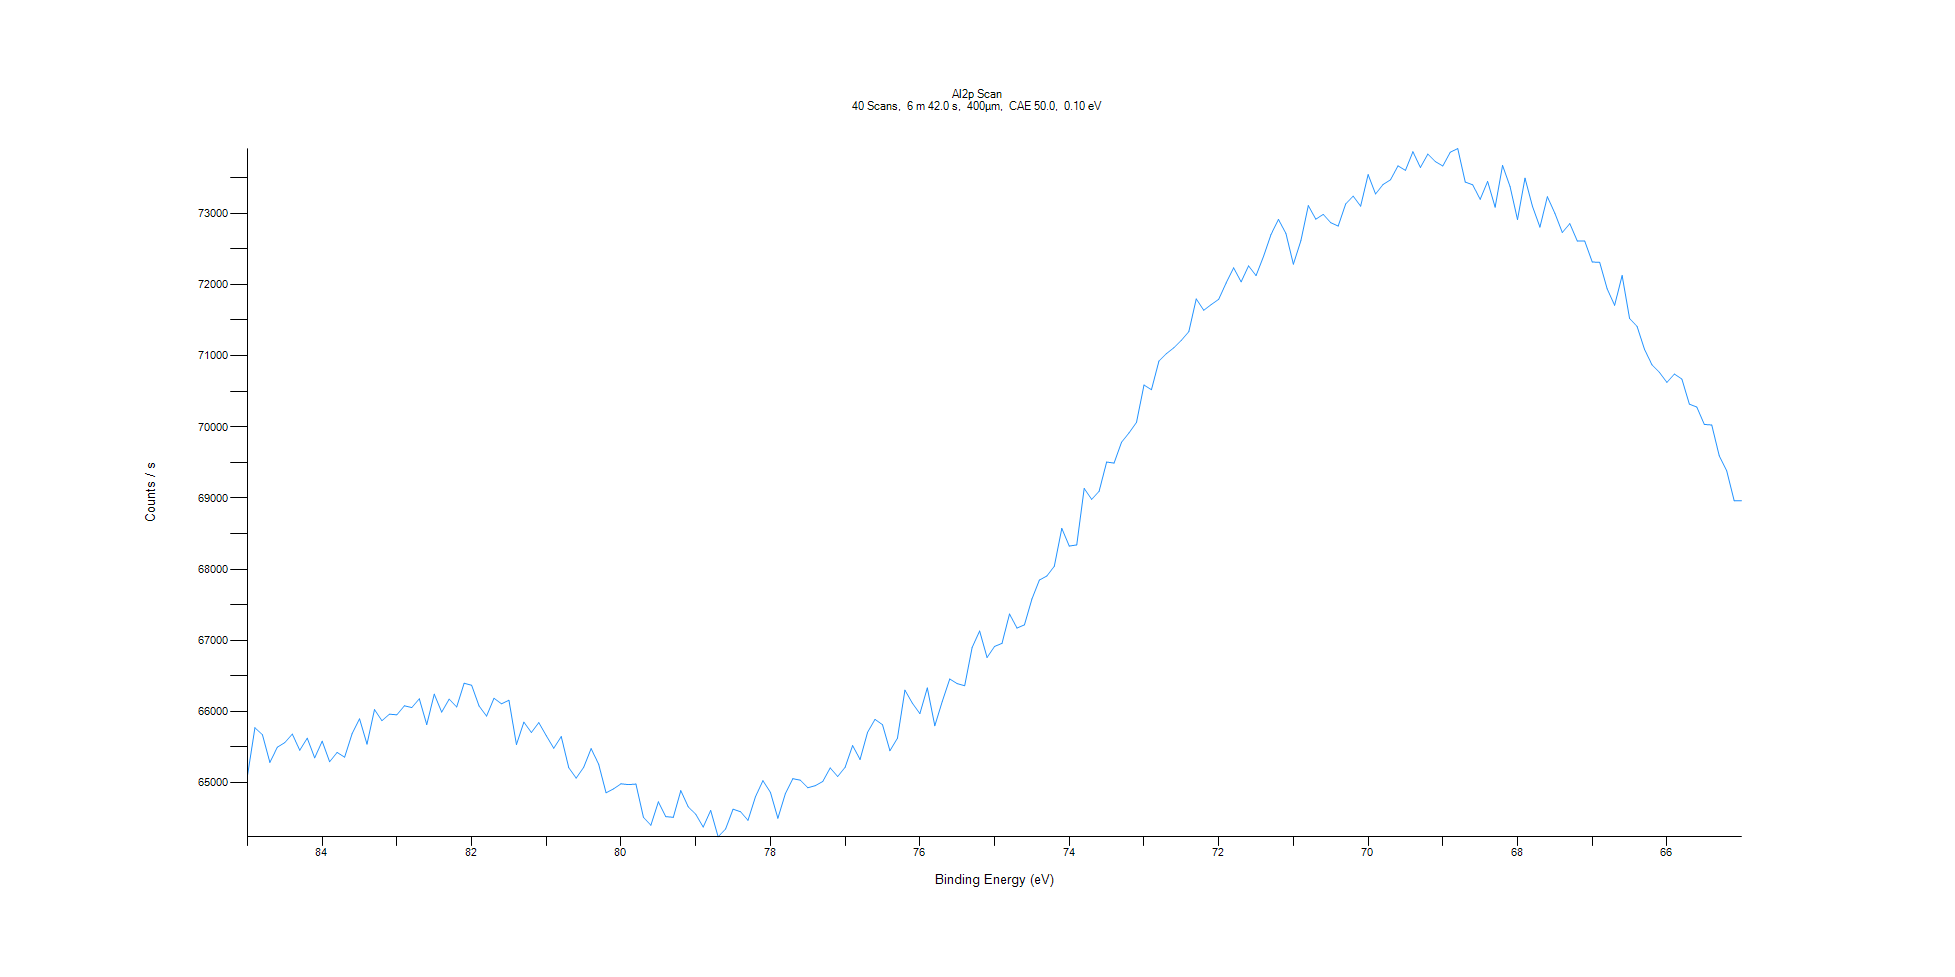 Al2p Scan
40 Scans, 6 m 42.0 s, 400µm, CAE 50.0, 0.10 eV
73000
72000
71000
70000
69000
68000
67000
66000
65000
Counts / s
84 82 80 78 76 74 72 70 68 66
Binding Energy (eV)